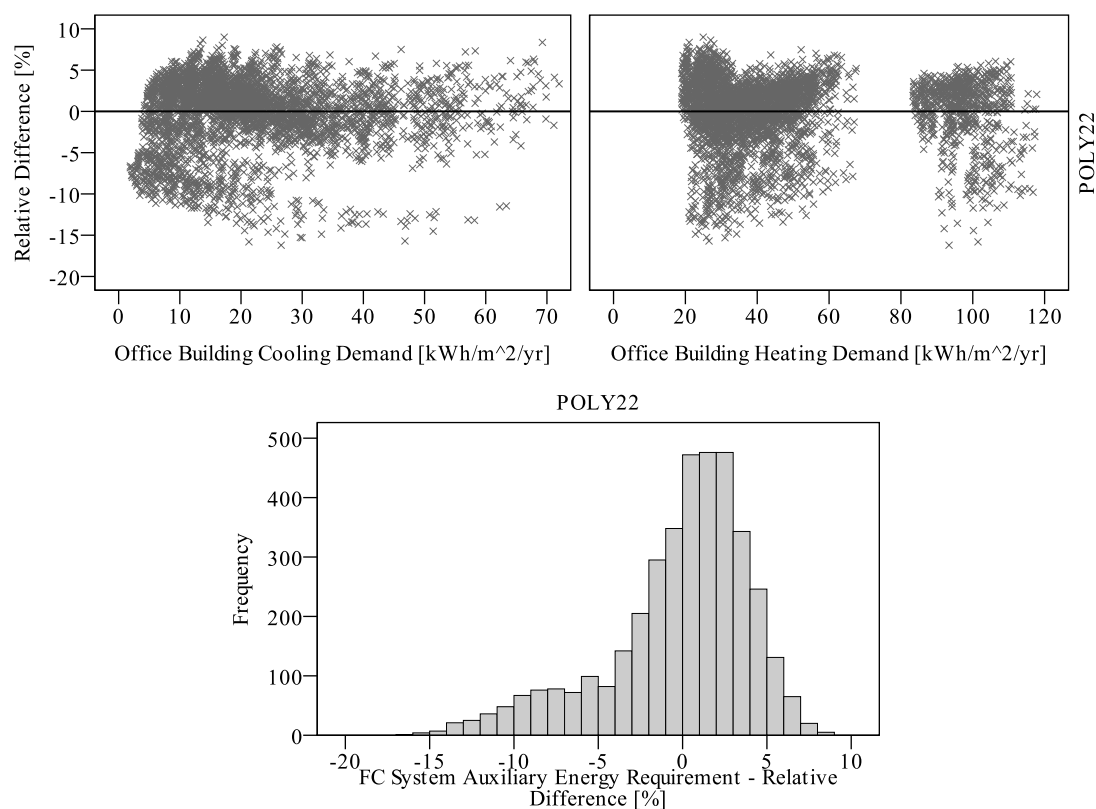 10
5
0
-5
-10
-15
-20
Relative Difference [%]
0 10 20 30 40 50 60 70
Office Building Cooling Demand [kWh/m^2/yr]
0 20 40 60 80 100 120
Office Building Heating Demand [kWh/m^2/yr]
POLY22
POLY22
500
400
300
200
100
0
Frequency
-20 -15 -10 -5 0 5 10
FC System Auxiliary Energy Requirement - Relative
Difference [%]